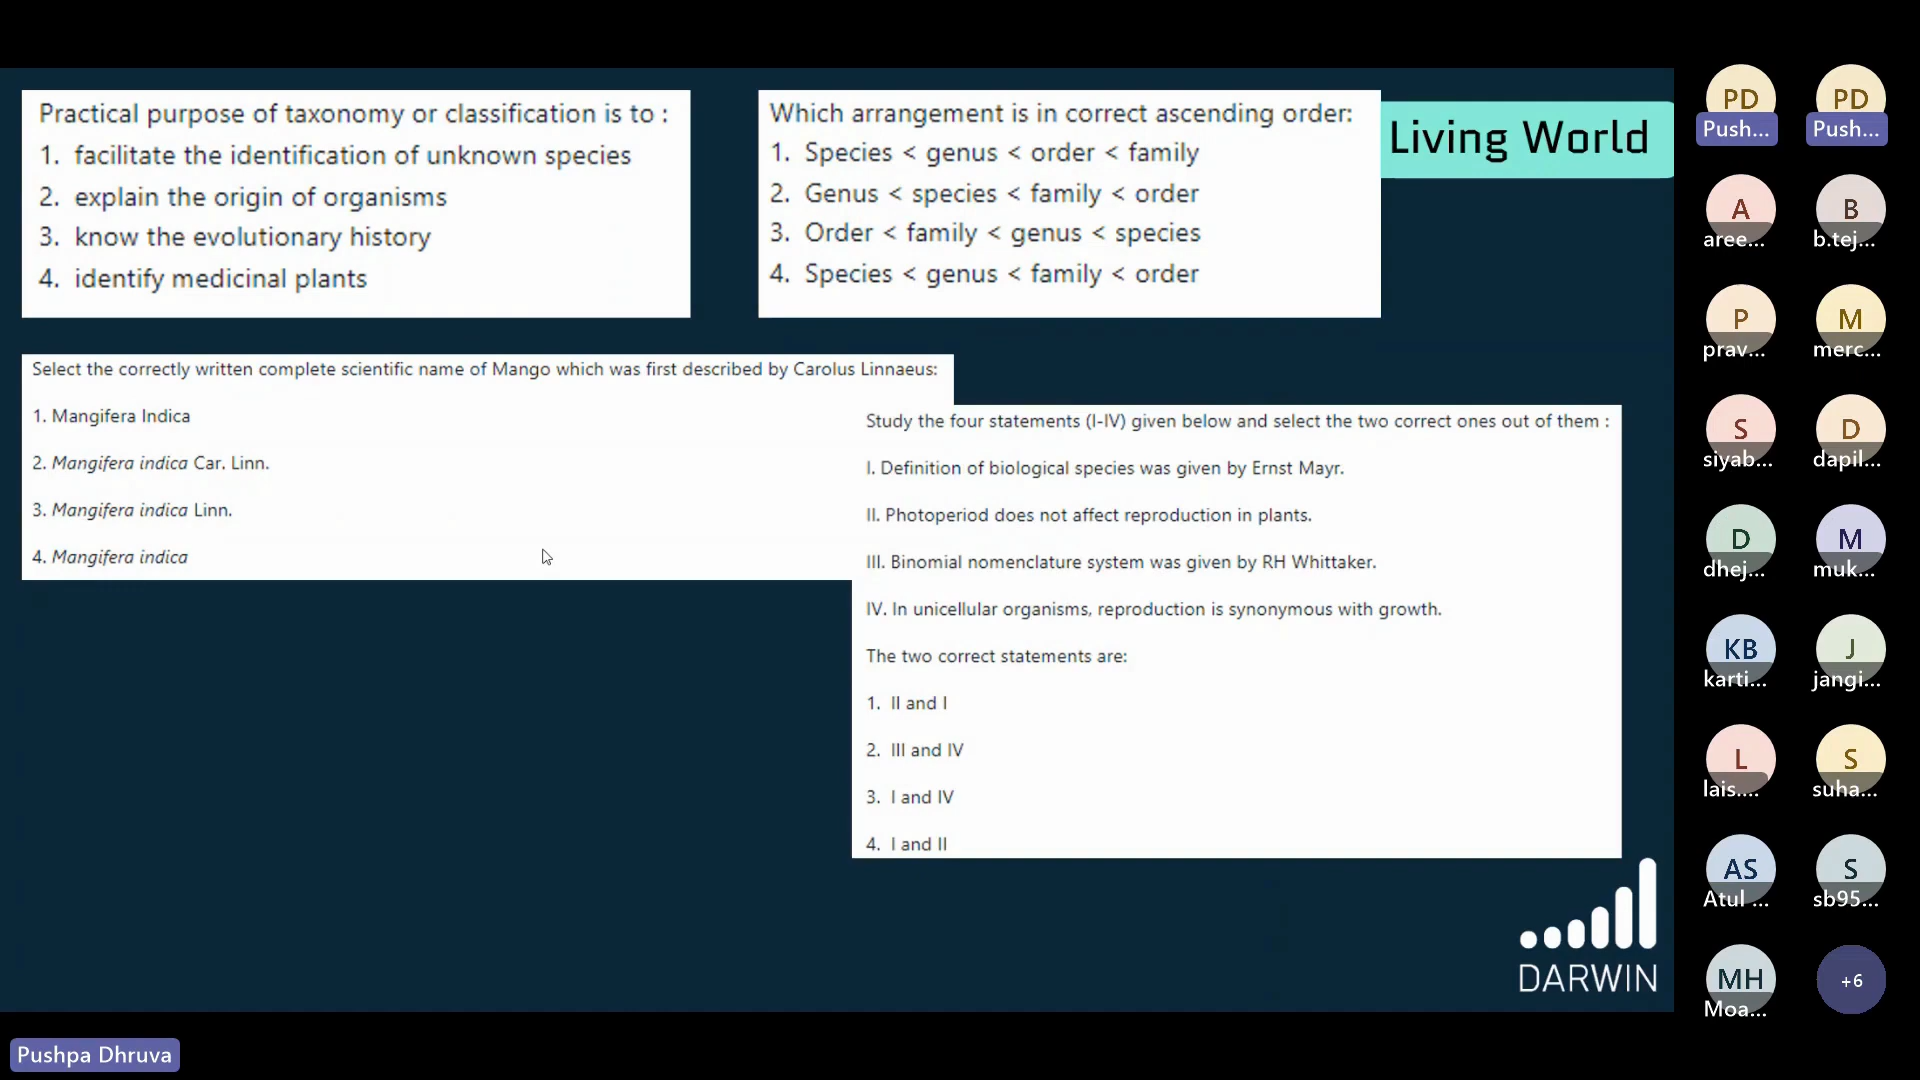 Practical purpose of taxonomy or classification is to :
1. facilitate the identification of unknown species
2. explain the origin of organisms
3. know the evolutionary history
4. identify medicinal plants
Which arrangement is in correct ascending order:
1. Species < genus < order < family
2. Genus < species < family < order
3. Order < family < genus < species
4. Species < genus < family < order
Living World
Select the correctly written complete scientific name of Mango which was first described by Carolus Linnaeus:
1. Mangifera Indica
2. Mangifera indica Car. Linn.
3. Mangifera indica Linn.
4. Mangifera indica
Study the four statements (I-IV) given below and select the two correct ones out of them :
I. Definition of biological species was given by Ernst Mayr.
II. Photoperiod does not affect reproduction in plants.
III. Binomial nomenclature system was given by RH Whittaker.
IV. In unicellular organisms, reproduction is synonymous with growth.
The two correct statements are:
1. II and I
2. III and IV
3. I and IV
4. I and II
DARWIN
PD PD
Push... Push...
A B
aree... b.tej...
P M
prav... merc...
S D
siyab... dapil...
D M
dhej... muk...
KB J
karti... jangi...
L S
lais.... suha...
AS S
Atul ... sb95...
MH +6
Moa...
Pushpa Dhruva